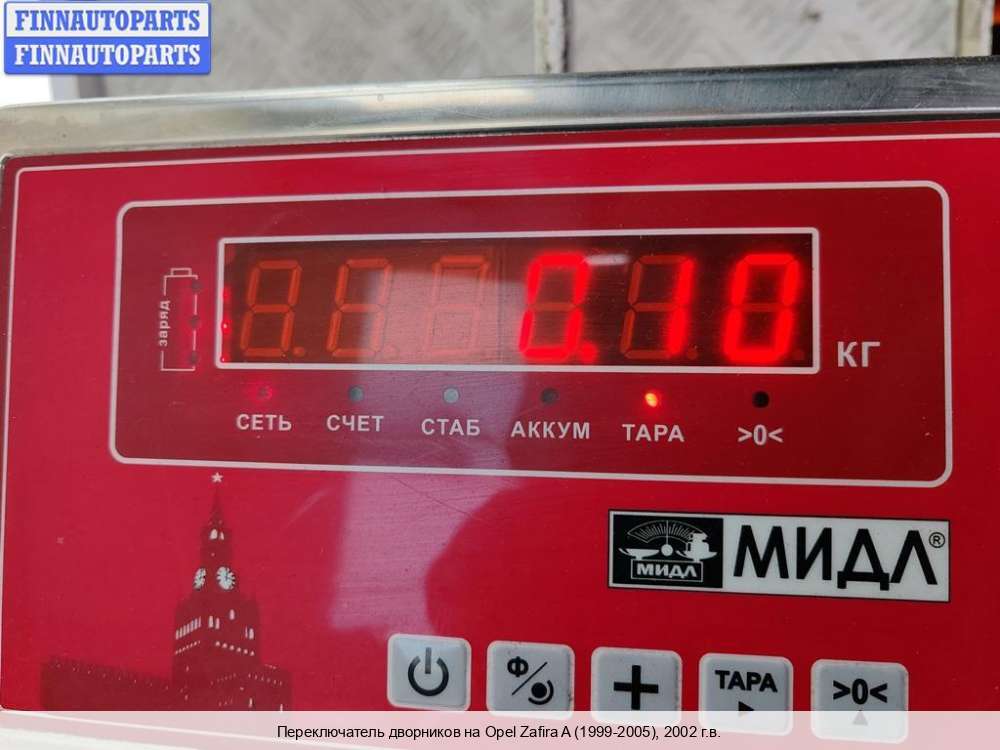 FINNAUTOPARTS
FINNAUTOPARTS
заряд
0.10
КГ
СЕТЬ СЧЕТ СТАБ АККУМ ТАРА >0<
МИДЛ МИДЛ®
Ф ТАРА >0<
Переключатель дворников на Opel Zafira A (1999-2005), 2002 г.в.